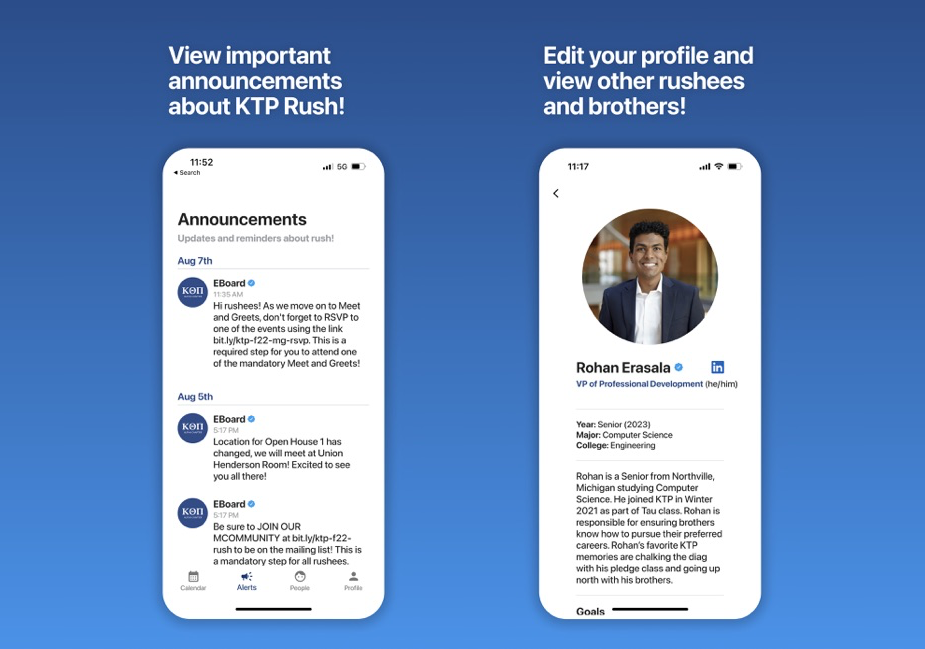 View important
announcements
about KTP Rush!
11:52
5G
◄ Search
Announcements
Updates and reminders about rush!
Aug 7th
ΚΘΠ
EBoard
11:35 AM
Hi rushees! As we move on to Meet
and Greets, don't forget to RSVP to
one of the events using the link
bit.ly/ktp-f22-mg-rsvp. This is a
required step for you to attend one
of the mandatory Meet and Greets!
Aug 5th
ΚΘΠ
EBoard
5:17 PM
Location for Open House 1 has
changed, we will meet at Union
Henderson Room! Excited to see
you all there!
ΚΘΠ
EBoard
5:17 PM
Be sure to JOIN OUR
MCOMMUNITY at bit.ly/ktp-f22-
rush to be on the mailing list! This is
a mandatory step for all rushees.
Calendar
Alerts
People
Profile
Edit your profile and
view other rushees
and brothers!
11:17
Rohan Erasala
in
VP of Professional Development (he/him)
Year: Senior (2023)
Major: Computer Science
College: Engineering
Rohan is a Senior from Northville,
Michigan studying Computer
Science. He joined KTP in Winter
2021 as part of Tau class. Rohan is
responsible for ensuring brothers
know how to pursue their preferred
careers. Rohan's favorite KTP
memories are chalking the diag
with his pledge class and going up
north with his brothers.
Goals